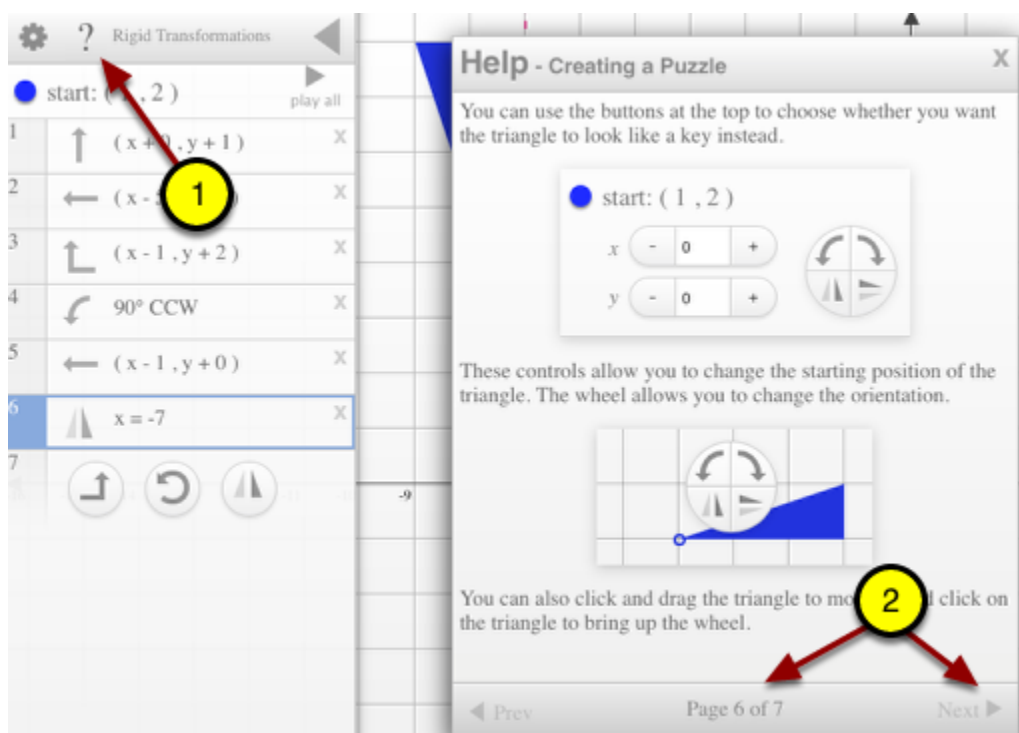 ? Rigid Transformations
start: ( , 2 )
play all
1
( x + , y + 1 )
x
2
( x - )
x
3
( x - 1 , y + 2 )
x
4
90° CCW
x
5
( x - 1 , y + 0 )
x
6
x = -7
x
7
1
-9
Help - Creating a Puzzle
X
You can use the buttons at the top to choose whether you want
the triangle to look like a key instead.
start: ( 1 , 2 )
x - 0 +
y - 0 +
These controls allow you to change the starting position of the
triangle. The wheel allows you to change the orientation.
You can also click and drag the triangle to click on
the triangle to bring up the wheel.
2
Prev Page 6 of 7 Next